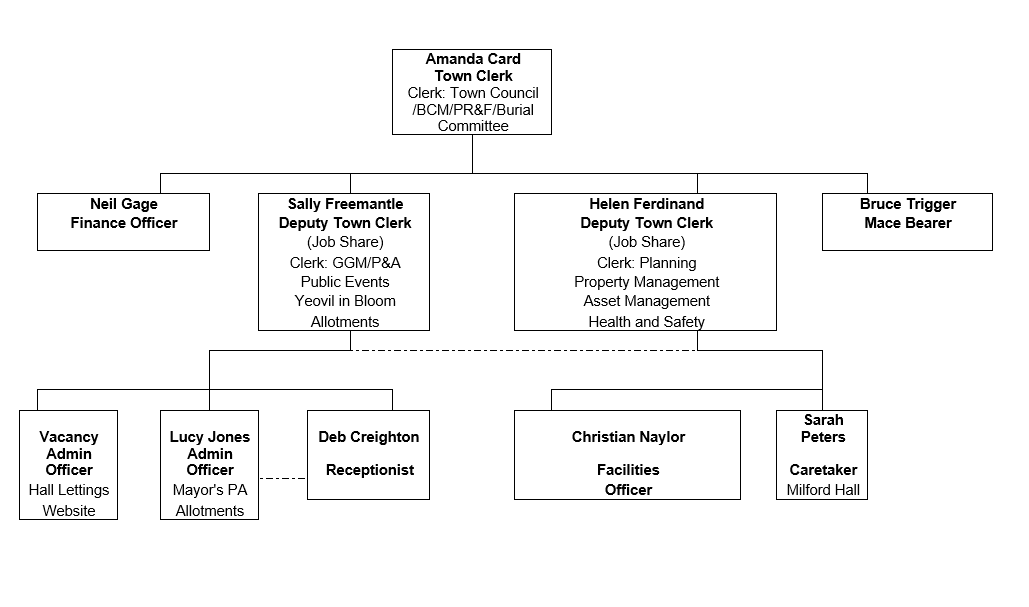 Amanda Card
Town Clerk
Clerk: Town Council
/BCM/PR&F/Burial
Committee
Neil Gage
Finance Officer
Sally Freemantle
Deputy Town Clerk
(Job Share)
Clerk: GGM/P&A
Public Events
Yeovil in Bloom
Allotments
Helen Ferdinand
Deputy Town Clerk
(Job Share)
Clerk: Planning
Property Management
Asset Management
Health and Safety
Bruce Trigger
Mace Bearer
Vacancy
Admin
Officer
Hall Lettings
Website
Lucy Jones
Admin
Officer
Mayor's PA
Allotments
Deb Creighton
Receptionist
Christian Naylor
Facilities
Officer
Sarah
Peters
Caretaker
Milford Hall